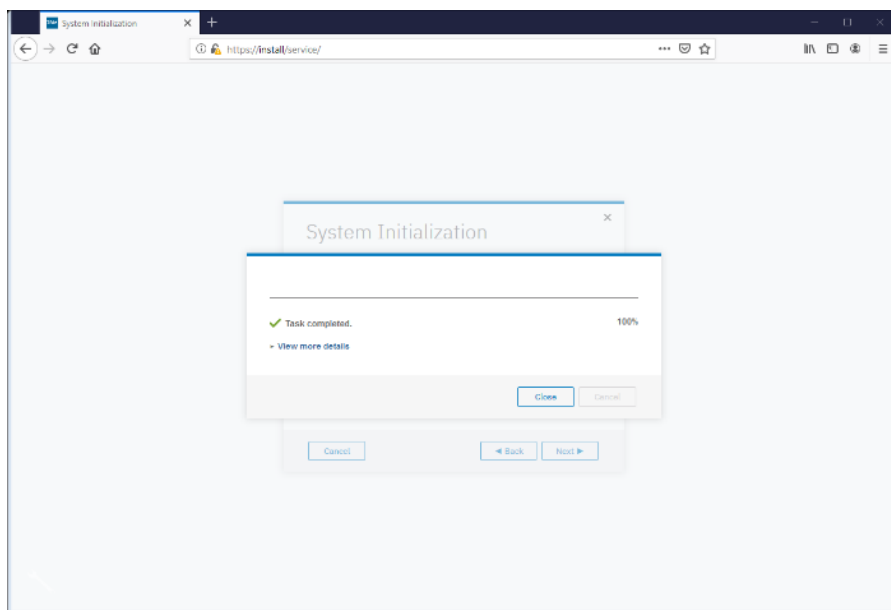 System Initialization
https://install/service/
System Initialization
Task completed.
100%
View more details
Close
Cancel
Cancel
Back
Next